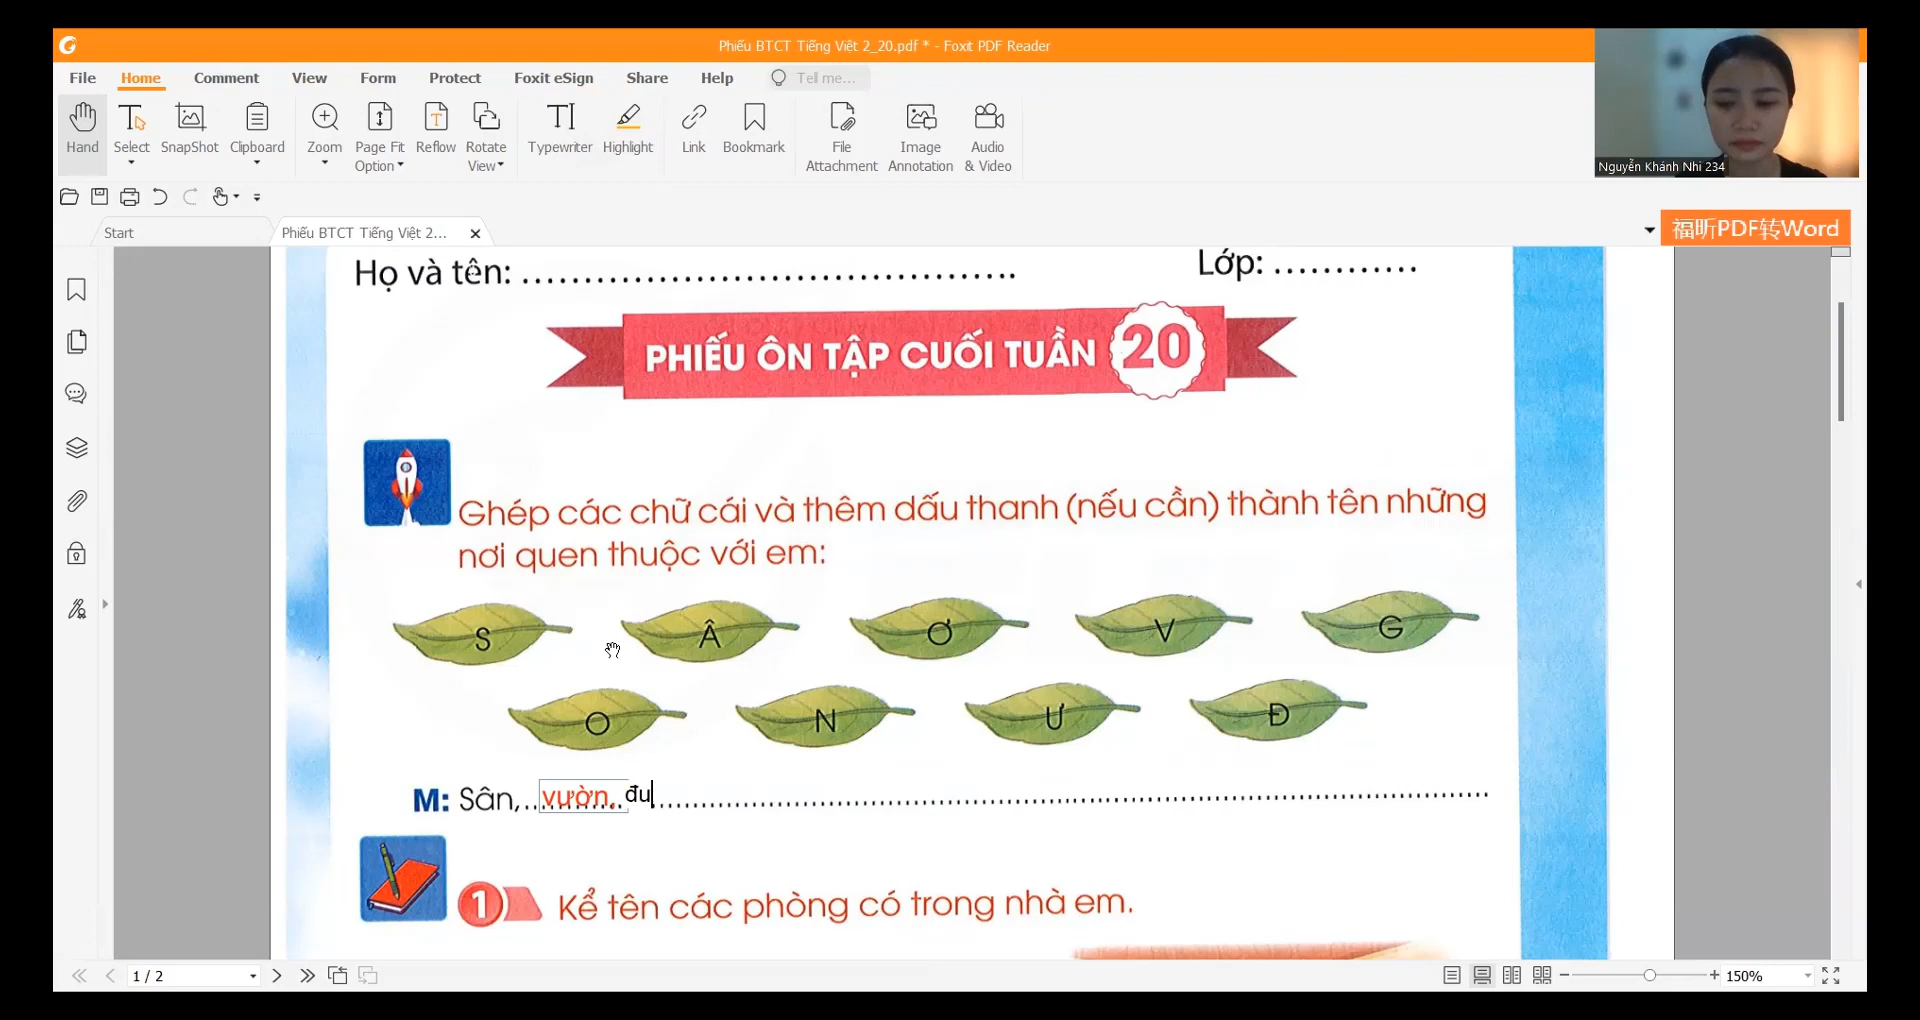 Phiếu BTCT Tiếng Việt 2_20.pdf * - Foxit PDF Reader
File Home Comment View Form Protect Foxit eSign Share Help Tell me...
Hand Select SnapShot Clipboard Zoom Page Fit Option Reflow Rotate View Typewriter Highlight Link Bookmark File Attachment Image Annotation Audio & Video
Nguyễn Khánh Nhi 234
Start Phiếu BTCT Tiếng Việt 2...
福昕PDF转Word
Họ và tên: ........................................ Lớp: ............
PHIẾU ÔN TẬP CUỐI TUẦN 20
Ghép các chữ cái và thêm dấu thanh (nếu cần) thành tên những
nơi quen thuộc với em:
S Â Ơ V G
O N Ư Đ
M: Sân, vườn, đu
1 Kể tên các phòng có trong nhà em.
1 / 2 150%